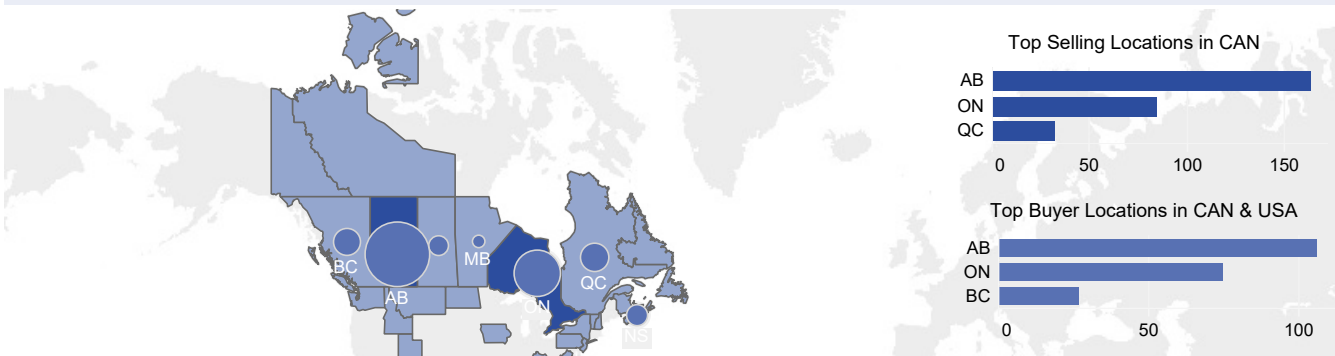 Top Selling Locations in CAN
AB
ON
QC
0 50 100 150
Top Buyer Locations in CAN & USA
AB
ON
BC
0 50 100
BC
AB
MB
ON
QC
NS